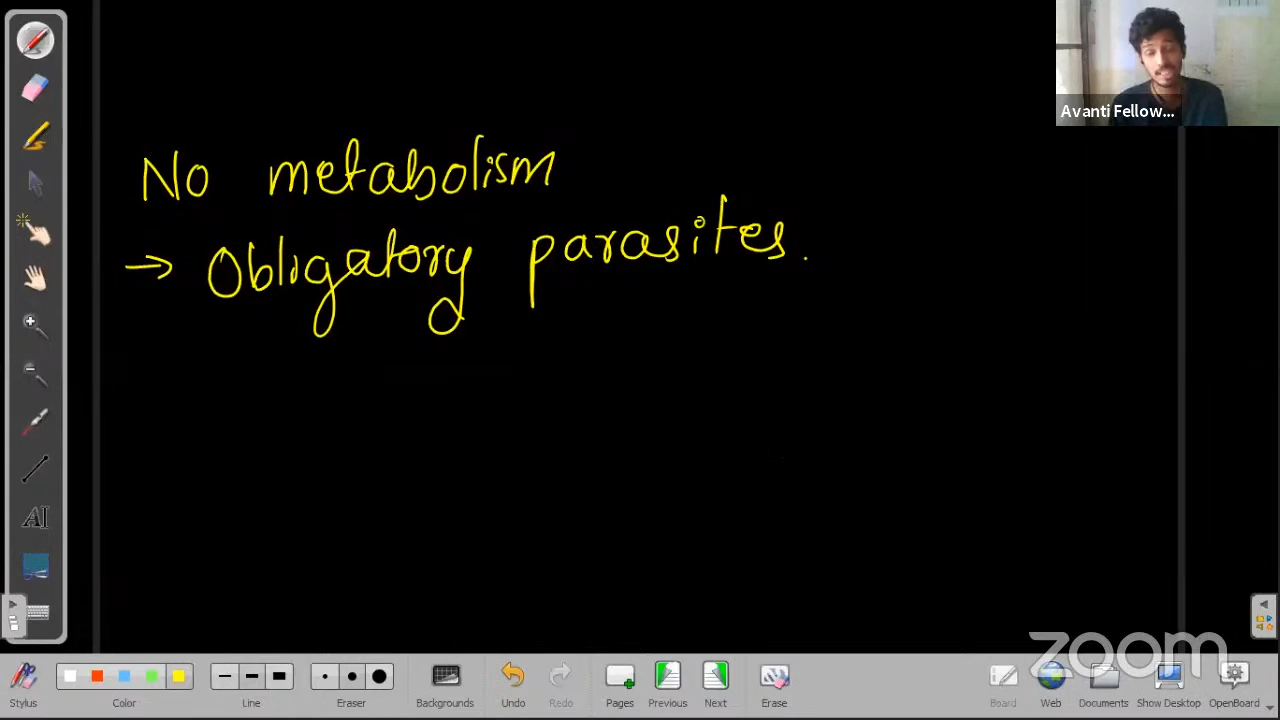 Avanti Fellow...
No metabolism
→ Obligatory parasites.
AI
zoom
Stylus
Color
Line
Eraser
Backgrounds
Undo
Redo
Pages
Previous
Next
Erase
Board
Web
Documents
Show Desktop
OpenBoard